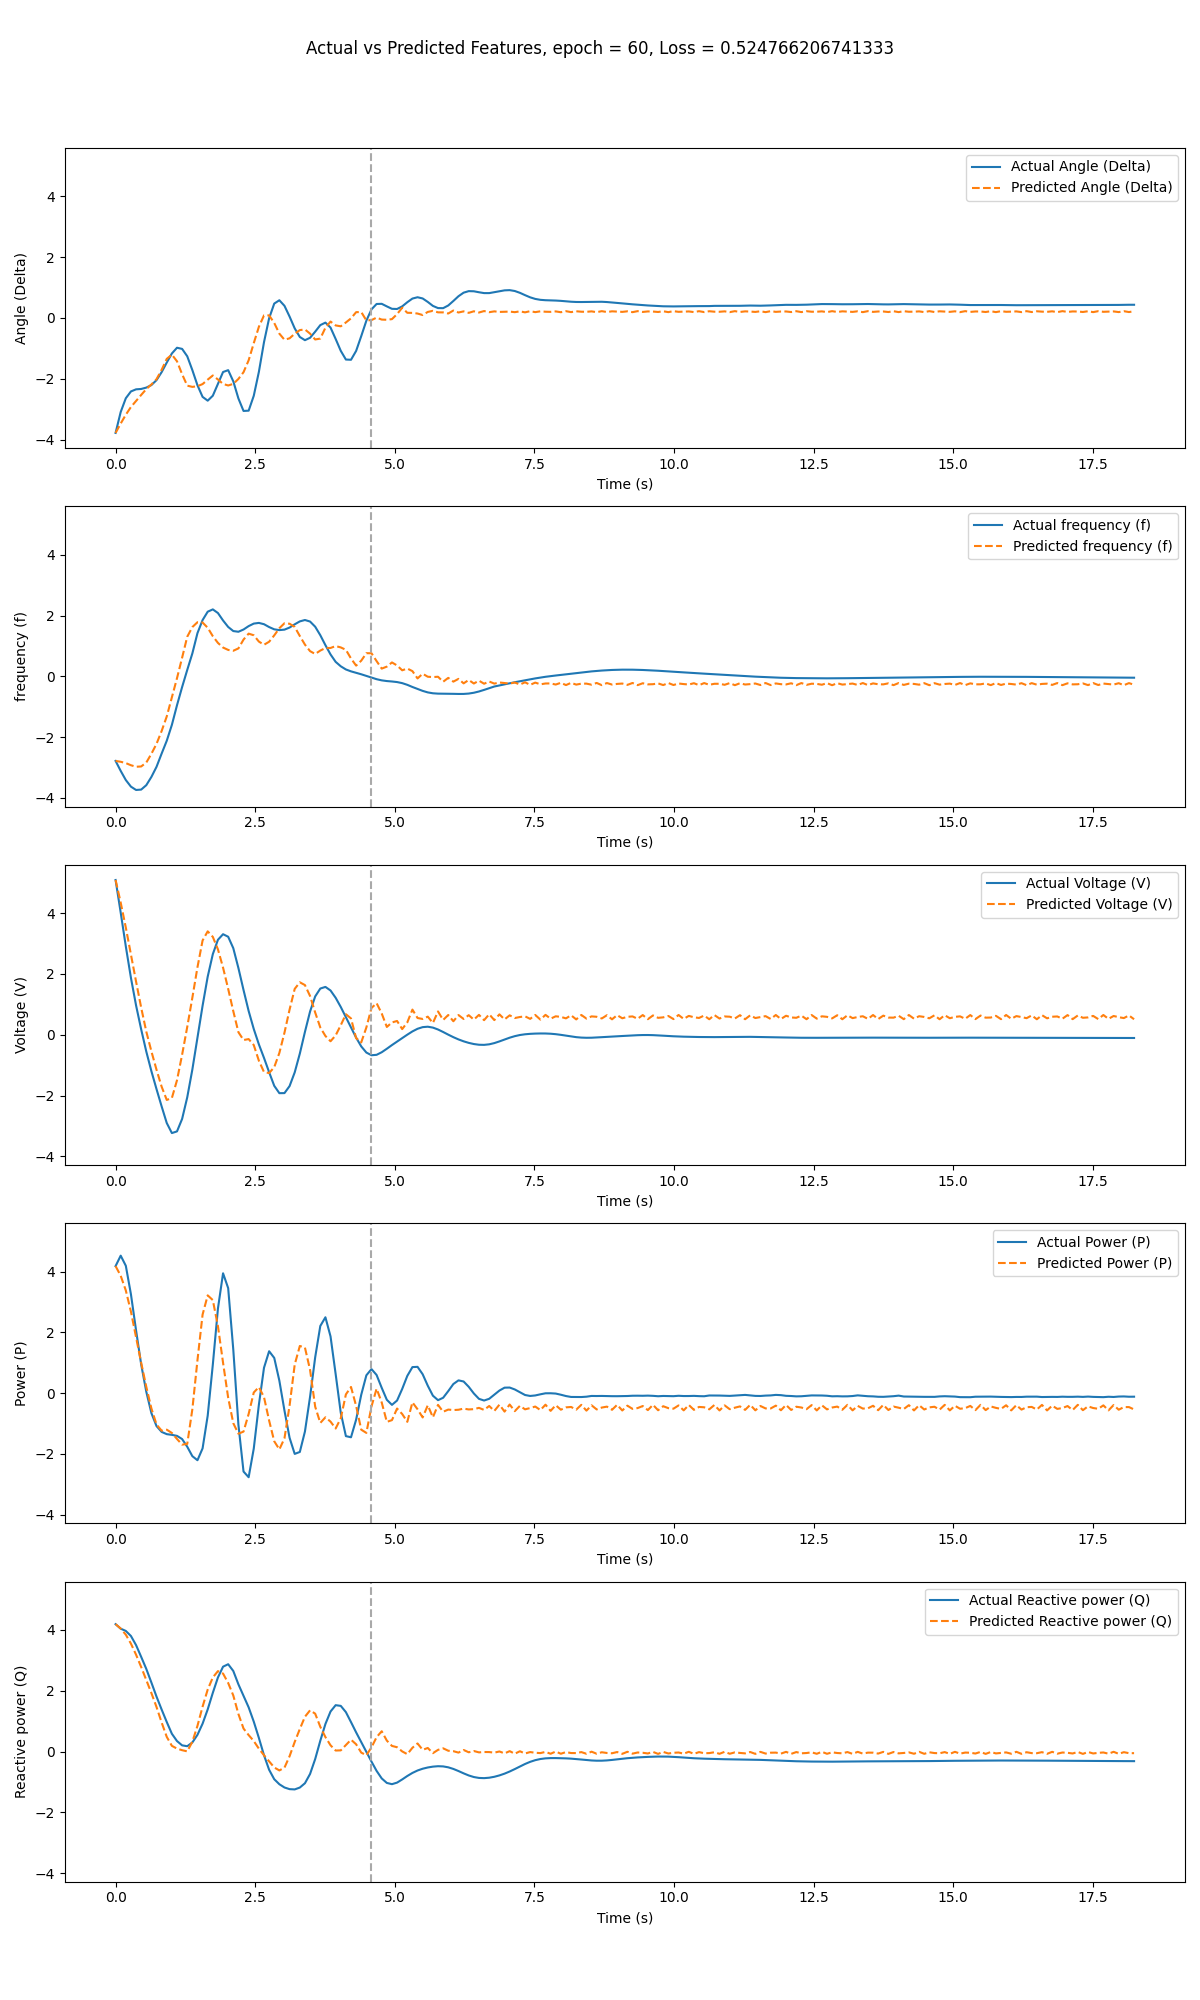 Actual vs Predicted Features, epoch = 60, Loss = 0.524766206741333
Actual Angle (Delta)
Predicted Angle (Delta)
Angle (Delta)
4
2
0
−2
−4
0.0 2.5 5.0 7.5 10.0 12.5 15.0 17.5
Time (s)
Actual frequency (f)
Predicted frequency (f)
frequency (f)
4
2
0
−2
−4
0.0 2.5 5.0 7.5 10.0 12.5 15.0 17.5
Time (s)
Actual Voltage (V)
Predicted Voltage (V)
Voltage (V)
4
2
0
−2
−4
0.0 2.5 5.0 7.5 10.0 12.5 15.0 17.5
Time (s)
Actual Power (P)
Predicted Power (P)
Power (P)
4
2
0
−2
−4
0.0 2.5 5.0 7.5 10.0 12.5 15.0 17.5
Time (s)
Actual Reactive power (Q)
Predicted Reactive power (Q)
Reactive power (Q)
4
2
0
−2
−4
0.0 2.5 5.0 7.5 10.0 12.5 15.0 17.5
Time (s)